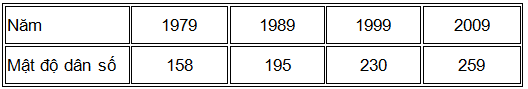 Năm 1979 1989 1999 2009
Mật độ dân số 158 195 230 259